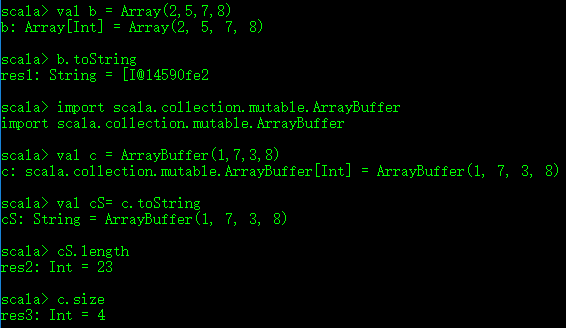 scala> val b = Array(2,5,7,8)
b: Array[Int] = Array(2, 5, 7, 8)
scala> b.toString
res1: String = [I@14590fe2
scala> import scala.collection.mutable.ArrayBuffer
import scala.collection.mutable.ArrayBuffer
scala> val c = ArrayBuffer(1,7,3,8)
c: scala.collection.mutable.ArrayBuffer[Int] = ArrayBuffer(1, 7, 3, 8)
scala> val cS= c.toString
cS: String = ArrayBuffer(1, 7, 3, 8)
scala> cS.length
res2: Int = 23
scala> c.size
res3: Int = 4